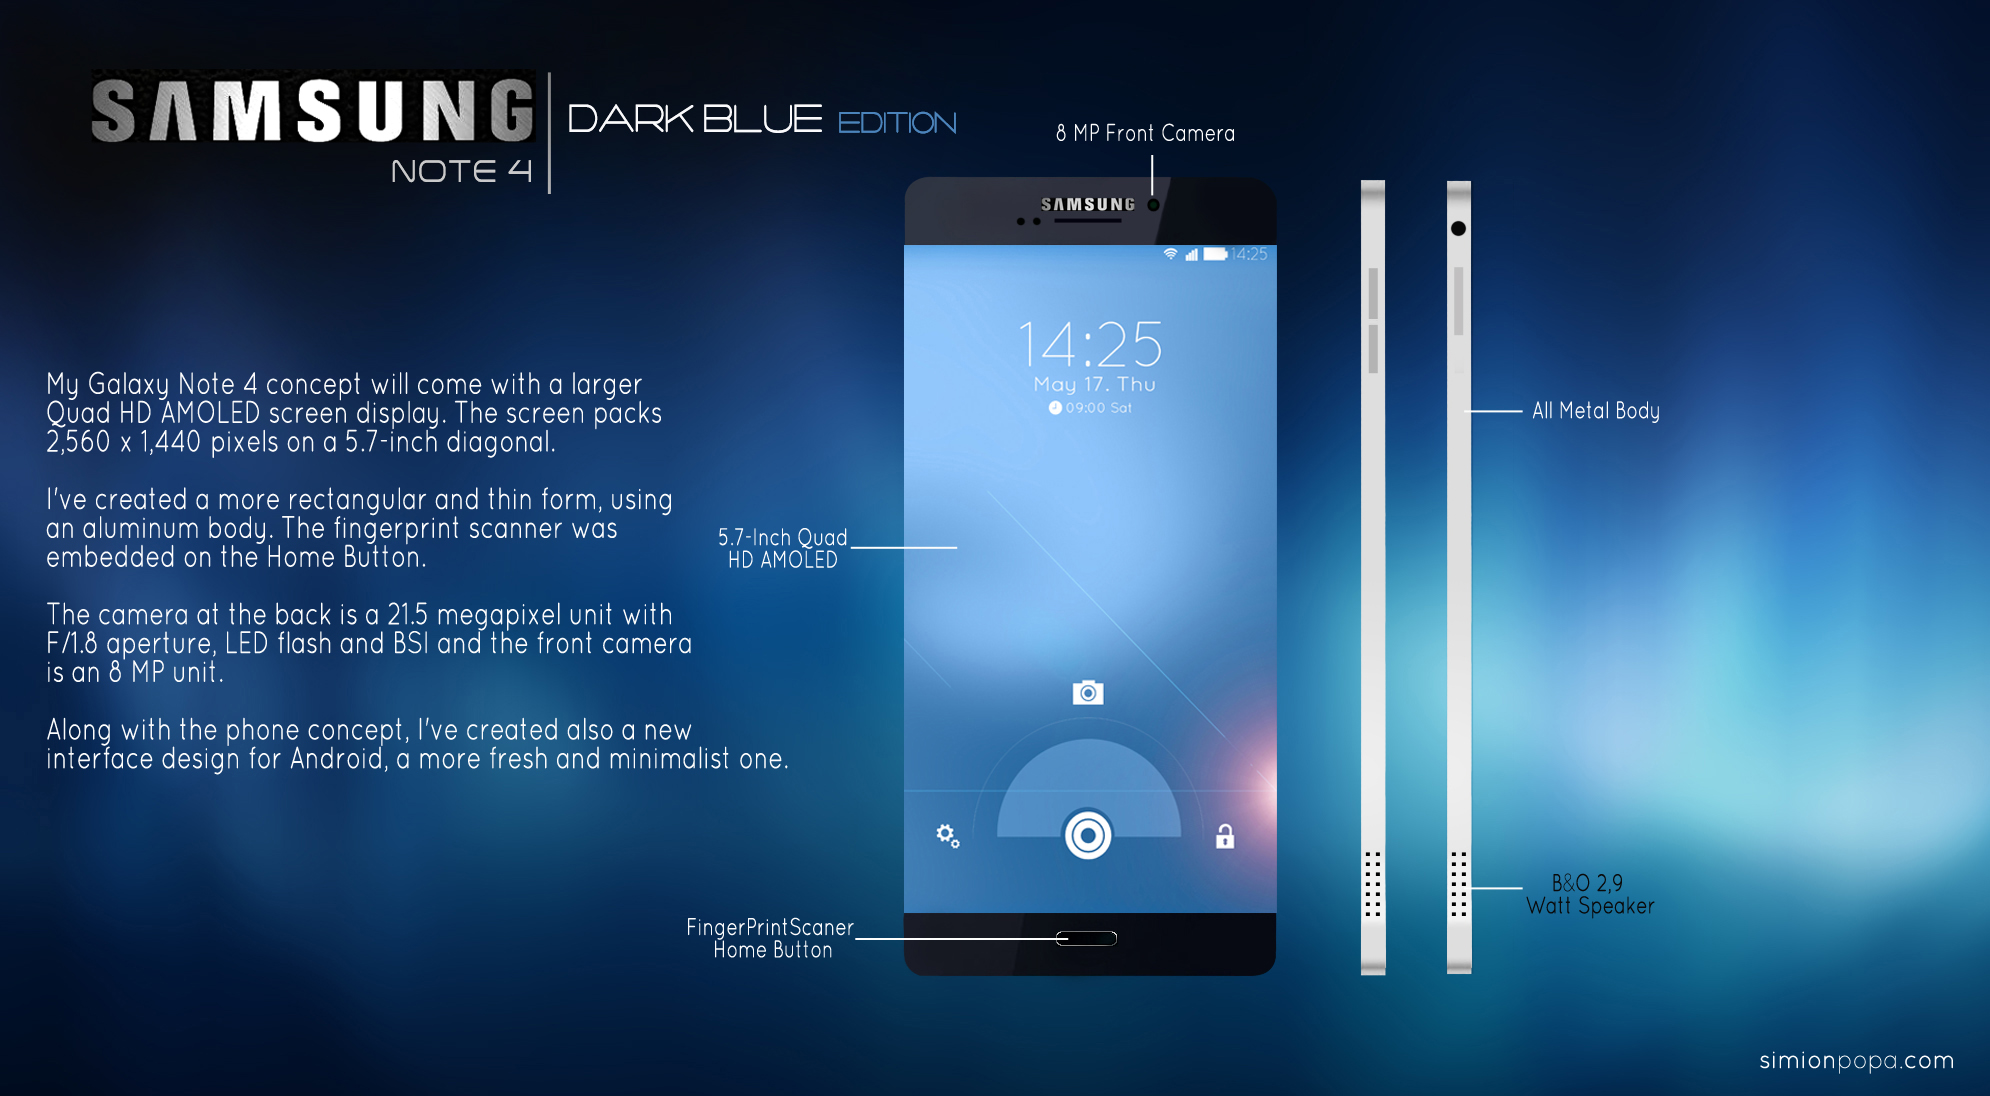 SAMSUNG
NOTE 4
DARK BLUE EDITION
8 MP Front Camera
SAMSUNG
14:25
14:25
May 17. Thu
09:00 Sat
My Galaxy Note 4 concept will come with a larger
Quad HD AMOLED screen display. The screen packs
2,560 x 1,440 pixels on a 5.7-inch diagonal.
I've created a more rectangular and thin form, using
an aluminum body. The fingerprint scanner was
embedded on the Home Button.
The camera at the back is a 21.5 megapixel unit with
F/1.8 aperture, LED flash and BSI and the front camera
is an 8 MP unit.
Along with the phone concept, I've created also a new
interface design for Android, a more fresh and minimalist one.
5.7-Inch Quad
HD AMOLED
All Metal Body
B&O 2,9
Watt Speaker
FingerPrintScaner
Home Button
simionpopa.com